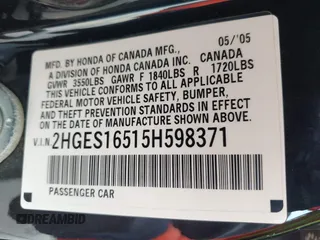 MFD. BY HONDA OF CANADA MFG.,
05/'05
A DIVISION OF HONDA CANADA INC. CANADA
GVWR 3550LBS GAWR F 1840LBS R 1720LBS
THIS VEHICLE CONFORMS TO ALL APPLICABLE
FEDERAL MOTOR VEHICLE SAFETY, BUMPER,
AND THEFT PREVENTION STANDARDS IN EFFECT
ON THE DATE OF MANUFACTURE SHOWN ABOVE.
V.I.N. 2HGES16515H598371
PASSENGER CAR
DREAMBID